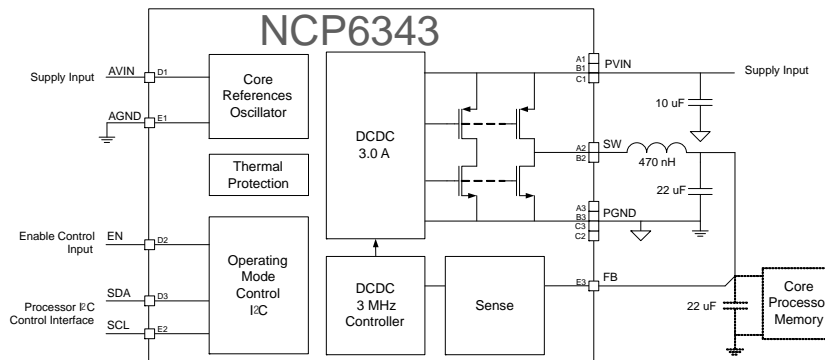 NCP6343
Supply Input
AVIN
D1
AGND
E1
Core
References
Oscillator
Thermal
Protection
DCDC
3.0 A
A1
B1
C1
PVIN
Supply Input
10 uF
A2
B2
SW
470 nH
22 uF
A3
B3
C3
C2
PGND
Enable Control
Input
EN
D2
Processor I²C
Control Interface
SDA
D3
SCL
E2
Operating
Mode
Control
I²C
DCDC
3 MHz
Controller
Sense
E3
FB
22 uF
Core
Processor
Memory